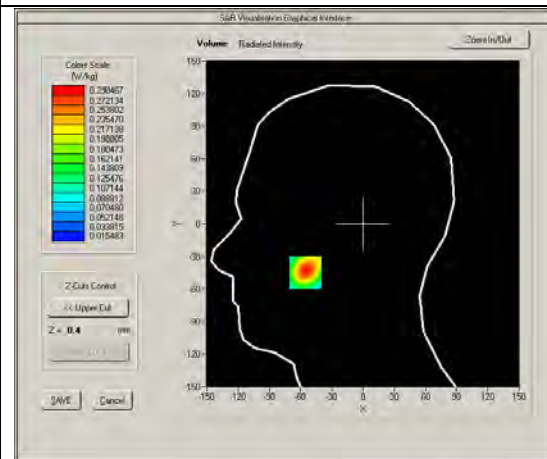 SAR Visualisation Graphical Interface
Volume Radiated Intensity
Zoom In/Out
Colors Scale
(W/kg)
0.290467
0.272134
0.253802
0.235470
0.217138
0.198805
0.180473
0.162141
0.143809
0.125476
0.107144
0.088812
0.070480
0.052148
0.033815
0.015483
150
120
90
60
30
Y
0
-30
-60
-90
-120
-150
-150 -120 -90 -60 -30 0 30 60 90 120 150
X
Z-Cuts Control
<< Upper Cut
Z = 0.4 mm
SAVE
Cancel